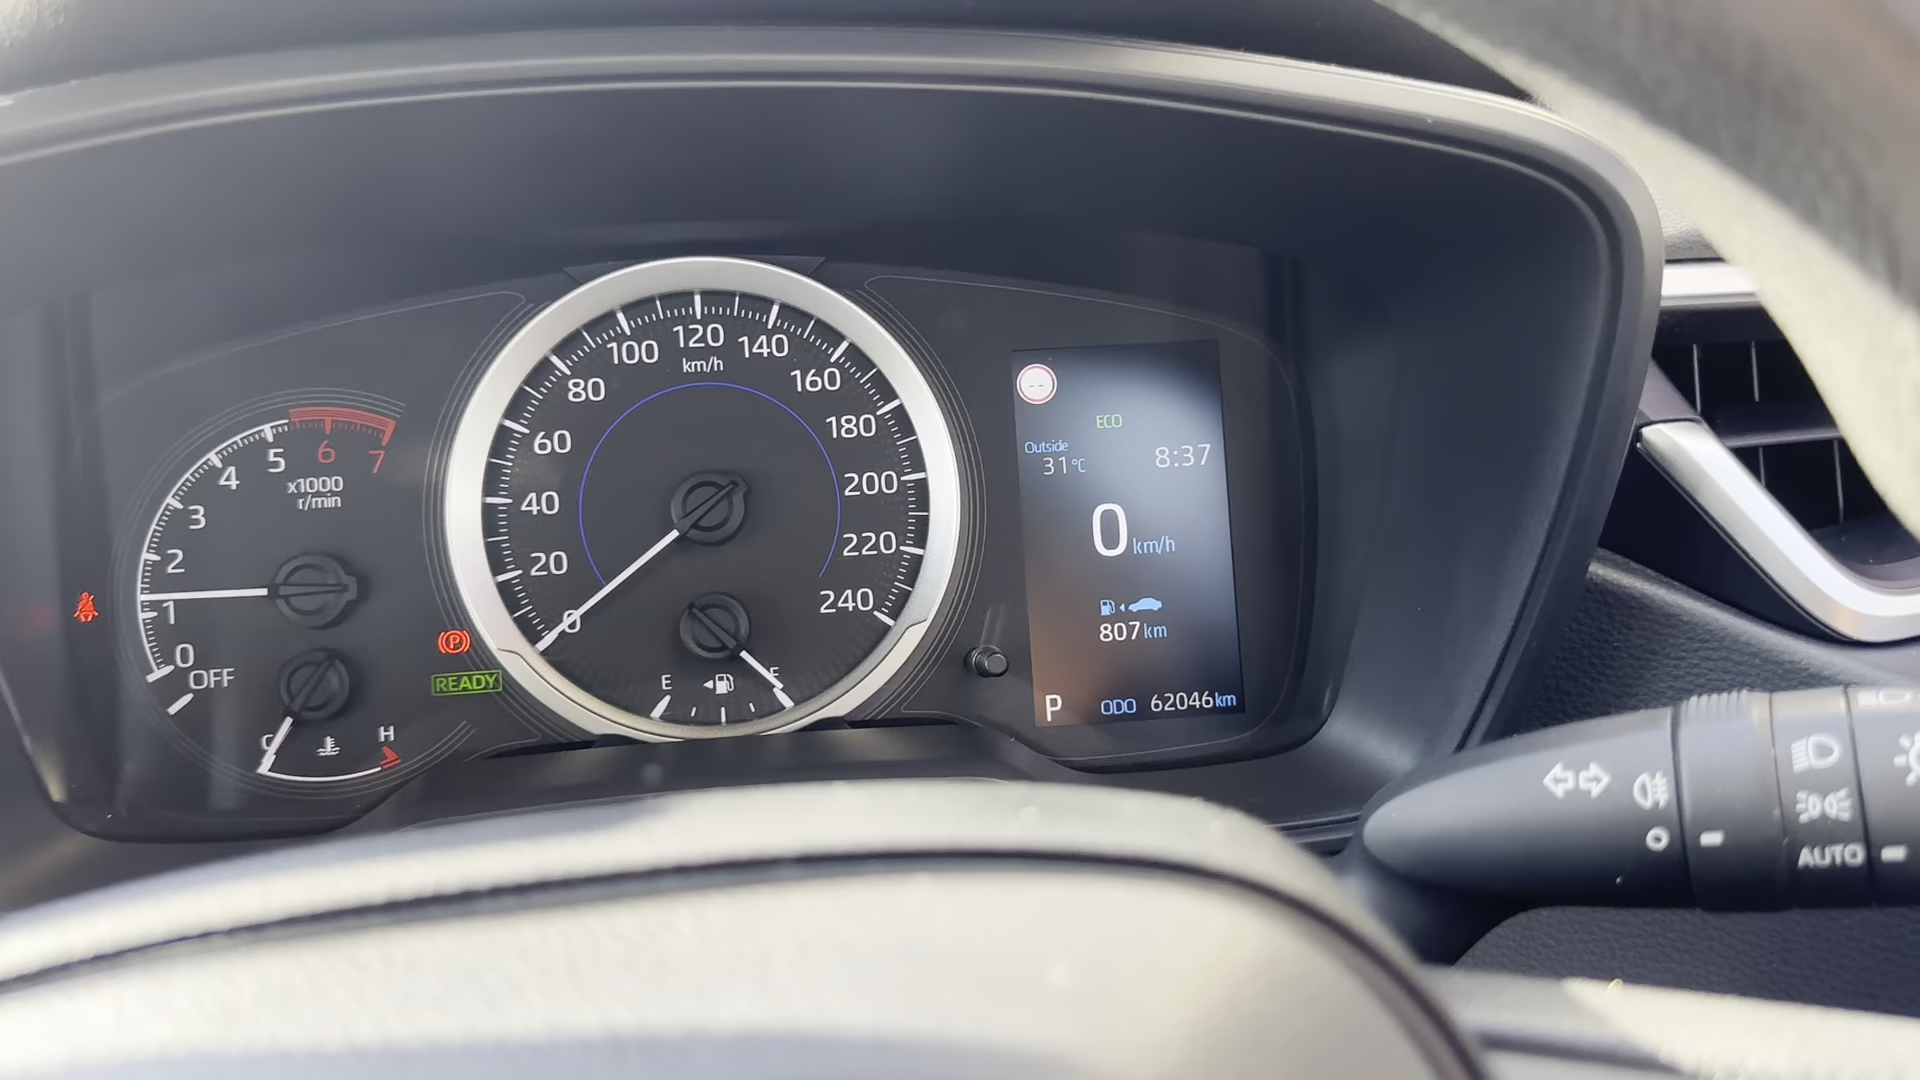 0
1
2
3
4
5
6
7
x1000
r/min
OFF
C
H
P
READY
0
20
40
60
80
100
120
140
160
180
200
220
240
km/h
E
F
--
ECO
Outside
31°C
8:37
0 km/h
807 km
P ODO 62046 km
O
AUTO